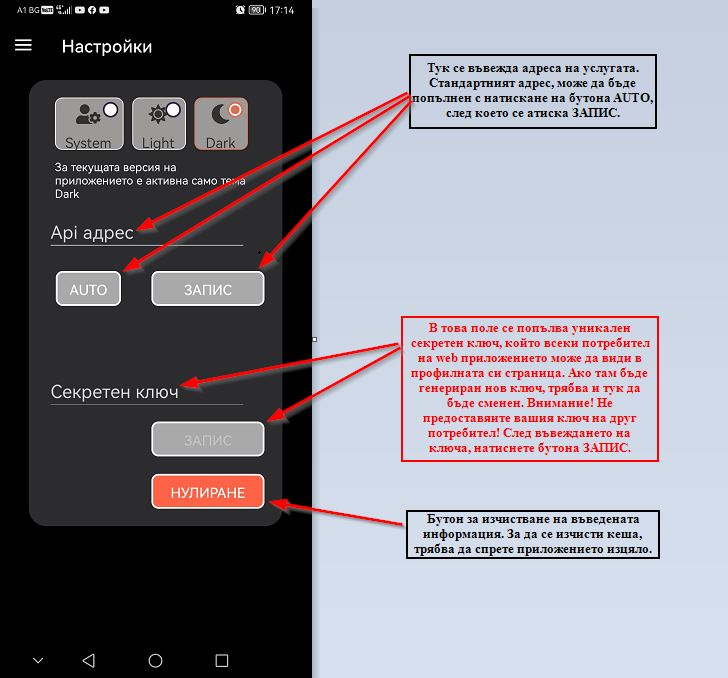 A1 BG
90
17:14
Настройки
System
Light
Dark
За текущата версия на
приложението е активна само тема
Dark
Api адрес
AUTO
ЗАПИС
Секретен ключ
ЗАПИС
НУЛИРАНЕ
Тук се въвежда адреса на услугата.
Стандартният адрес, може да бъде
попълнен с натискане на бутона AUTO,
след което се атиска ЗАПИС.
В това поле се попълва уникален
секретен ключ, който всеки потребител
на web приложението може да види в
профилната си страница. Ако там бъде
генериран нов ключ, трябва и тук да
бъде сменен. Внимание! Не
предоставяйте вашия ключ на друг
потребител! След въвеждането на
ключа, натиснете бутона ЗАПИС.
Бутон за изчистване на въведената
информация. За да се изчисти кеша,
трябва да спрете приложението изцяло.